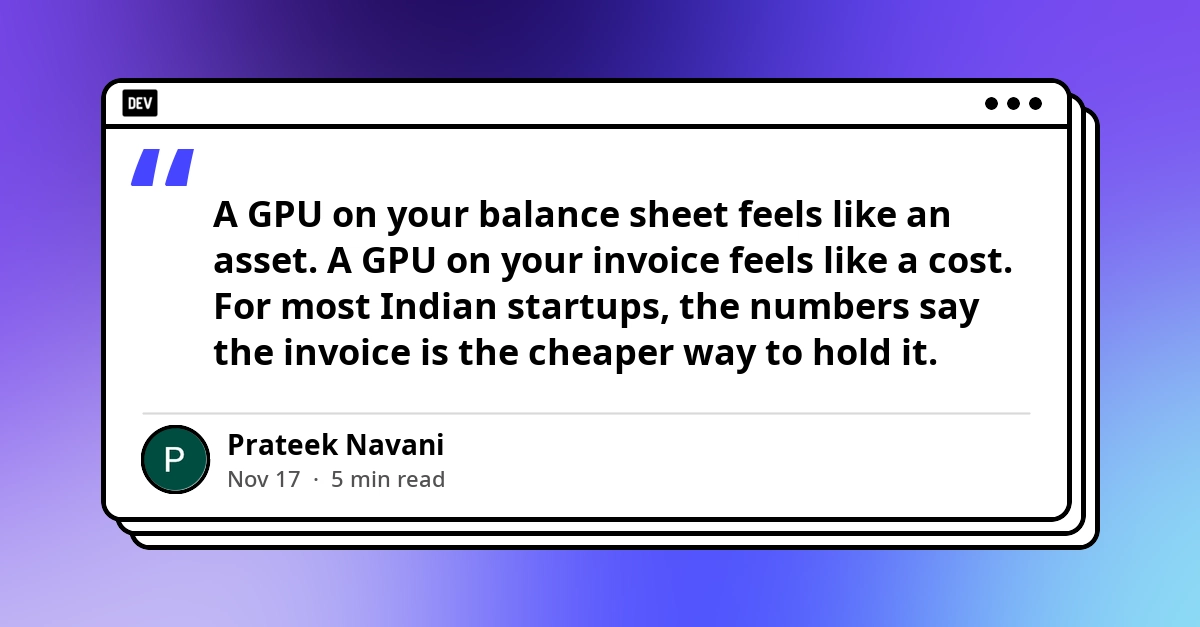 DEV
“
A GPU on your balance sheet feels like an
asset. A GPU on your invoice feels like a cost.
For most Indian startups, the numbers say
the invoice is the cheaper way to hold it.
P
Prateek Navani
Nov 17 · 5 min read